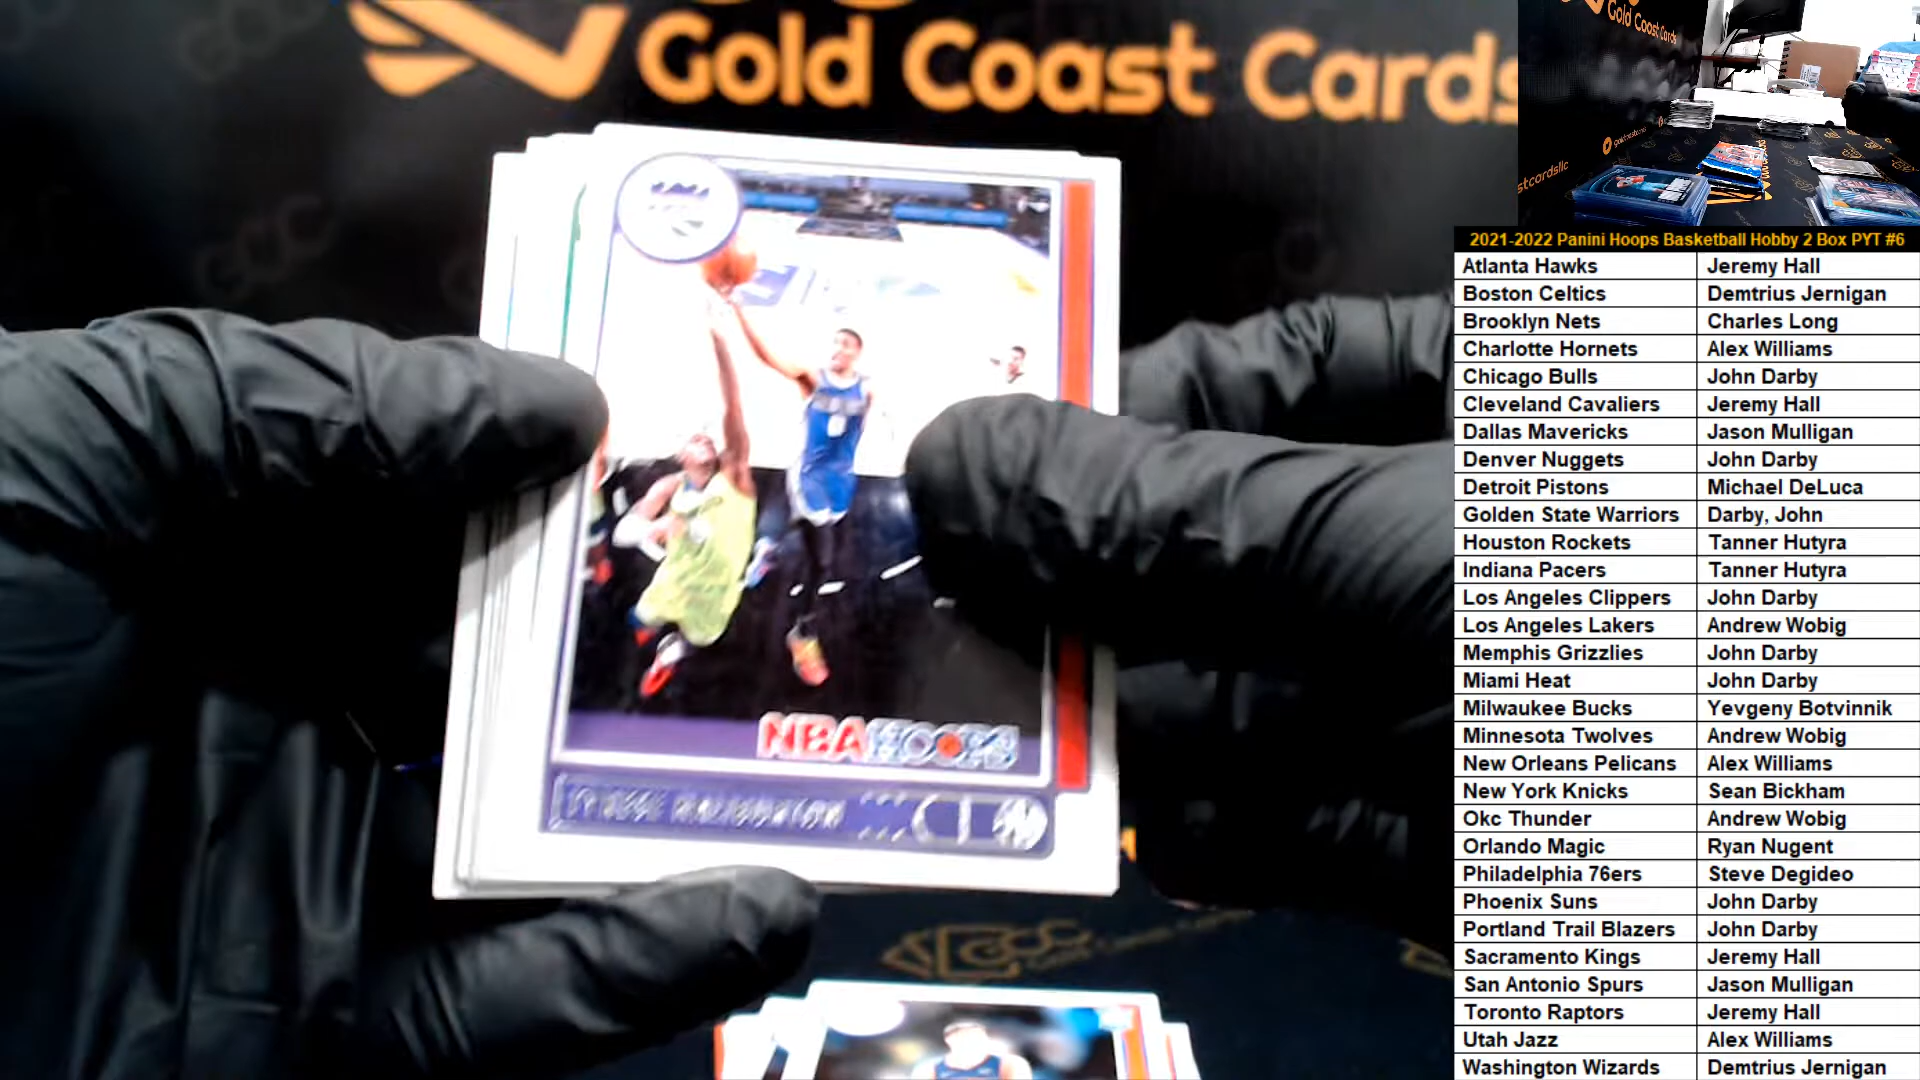 Gold Coast Cards
Gold Coast Cards
stcardsllc
GCC
NBA HOOPS
TYRESE HALIBURTON
2021-2022 Panini Hoops Basketball Hobby 2 Box PYT #6
Atlanta Hawks Jeremy Hall
Boston Celtics Demtrius Jernigan
Brooklyn Nets Charles Long
Charlotte Hornets Alex Williams
Chicago Bulls John Darby
Cleveland Cavaliers Jeremy Hall
Dallas Mavericks Jason Mulligan
Denver Nuggets John Darby
Detroit Pistons Michael DeLuca
Golden State Warriors Darby, John
Houston Rockets Tanner Hutyra
Indiana Pacers Tanner Hutyra
Los Angeles Clippers John Darby
Los Angeles Lakers Andrew Wobig
Memphis Grizzlies John Darby
Miami Heat John Darby
Milwaukee Bucks Yevgeny Botvinnik
Minnesota Twolves Andrew Wobig
New Orleans Pelicans Alex Williams
New York Knicks Sean Bickham
Okc Thunder Andrew Wobig
Orlando Magic Ryan Nugent
Philadelphia 76ers Steve Degideo
Phoenix Suns John Darby
Portland Trail Blazers John Darby
Sacramento Kings Jeremy Hall
San Antonio Spurs Jason Mulligan
Toronto Raptors Jeremy Hall
Utah Jazz Alex Williams
Washington Wizards Demtrius Jernigan